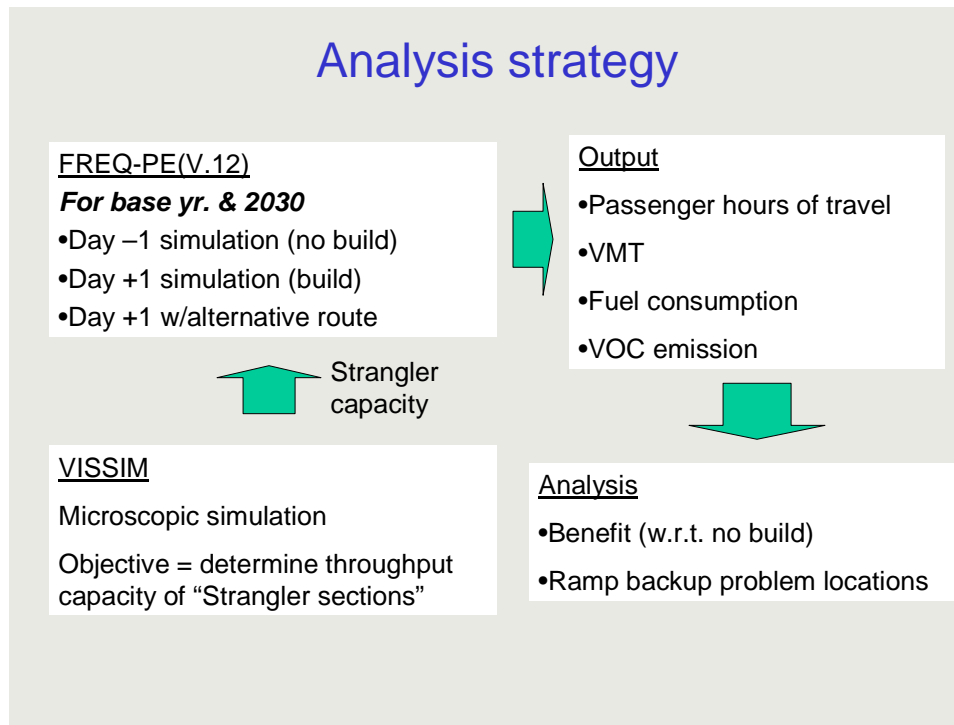 Analysis strategy
FREQ-PE(V.12)
For base yr. & 2030
•Day –1 simulation (no build)
•Day +1 simulation (build)
•Day +1 w/alternative route
Output
•Passenger hours of travel
•VMT
•Fuel consumption
•VOC emission
Strangler
capacity
VISSIM
Microscopic simulation
Objective = determine throughput
capacity of “Strangler sections”
Analysis
•Benefit (w.r.t. no build)
•Ramp backup problem locations